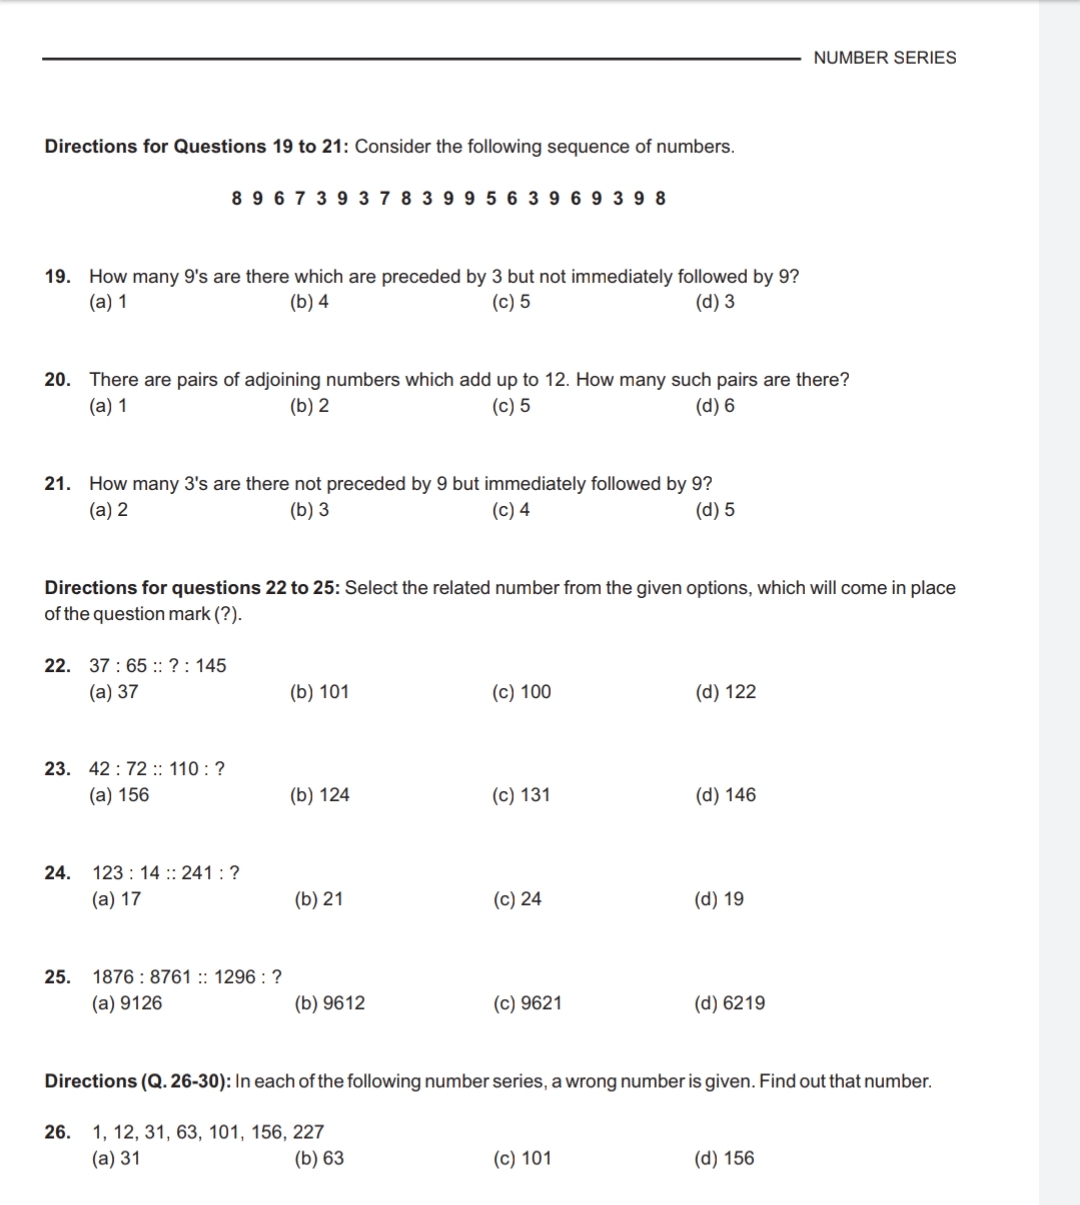 NUMBER SERIES
Directions for Questions 19 to 21: Consider the following sequence of numbers.
8 9 6 7 3 9 3 7 8 3 9 9 5 6 3 9 6 9 3 9 8
19. How many 9's are there which are preceded by 3 but not immediately followed by 9?
(a) 1 (b) 4 (c) 5 (d) 3
20. There are pairs of adjoining numbers which add up to 12. How many such pairs are there?
(a) 1 (b) 2 (c) 5 (d) 6
21. How many 3's are there not preceded by 9 but immediately followed by 9?
(a) 2 (b) 3 (c) 4 (d) 5
Directions for questions 22 to 25: Select the related number from the given options, which will come in place
of the question mark (?).
22. 37 : 65 :: ? : 145
(a) 37 (b) 101 (c) 100 (d) 122
23. 42 : 72 :: 110 : ?
(a) 156 (b) 124 (c) 131 (d) 146
24. 123 : 14 :: 241 : ?
(a) 17 (b) 21 (c) 24 (d) 19
25. 1876 : 8761 :: 1296 : ?
(a) 9126 (b) 9612 (c) 9621 (d) 6219
Directions (Q. 26-30): In each of the following number series, a wrong number is given. Find out that number.
26. 1, 12, 31, 63, 101, 156, 227
(a) 31 (b) 63 (c) 101 (d) 156